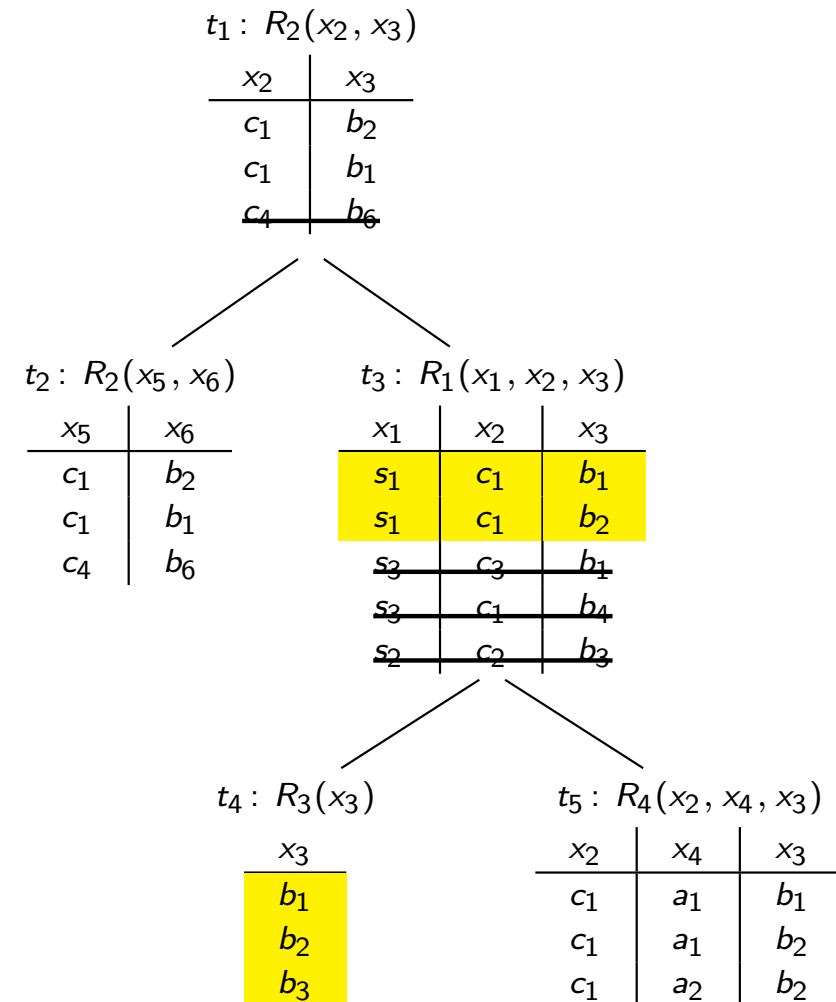 t₁ : R₂(x₂, x₃)
x₂ x₃
c₁ b₂
c₁ b₁
c₄ b₆
t₂ : R₂(x₅, x₆) t₃ : R₁(x₁, x₂, x₃)
x₅ x₆ x₁ x₂ x₃
c₁ b₂ s₁ c₁ b₁
c₁ b₁ s₁ c₁ b₂
c₄ b₆ s₃ c₃ b₁
s₃ c₁ b₄
s₂ c₂ b₃
t₄ : R₃(x₃) t₅ : R₄(x₂, x₄, x₃)
x₃ x₂ x₄ x₃
b₁ c₁ a₁ b₁
b₂ c₁ a₁ b₂
b₃ c₁ a₂ b₂